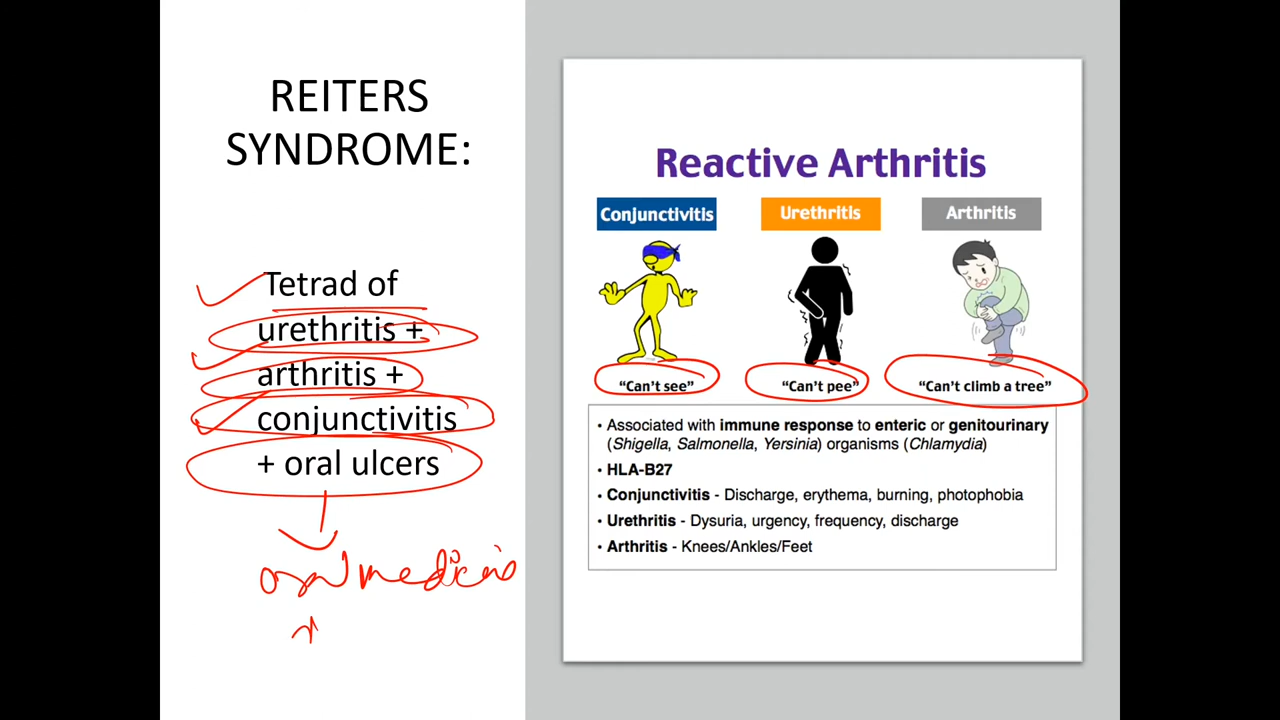 REITERS
SYNDROME:
Tetrad of
urethritis +
arthritis +
conjunctivitis
+ oral ulcers
oral medicin
Reactive Arthritis
Conjunctivitis
Urethritis
Arthritis
“Can’t see”
“Can’t pee”
“Can’t climb a tree”
• Associated with immune response to enteric or genitourinary
(Shigella, Salmonella, Yersinia) organisms (Chlamydia)
• HLA-B27
• Conjunctivitis - Discharge, erythema, burning, photophobia
• Urethritis - Dysuria, urgency, frequency, discharge
• Arthritis - Knees/Ankles/Feet